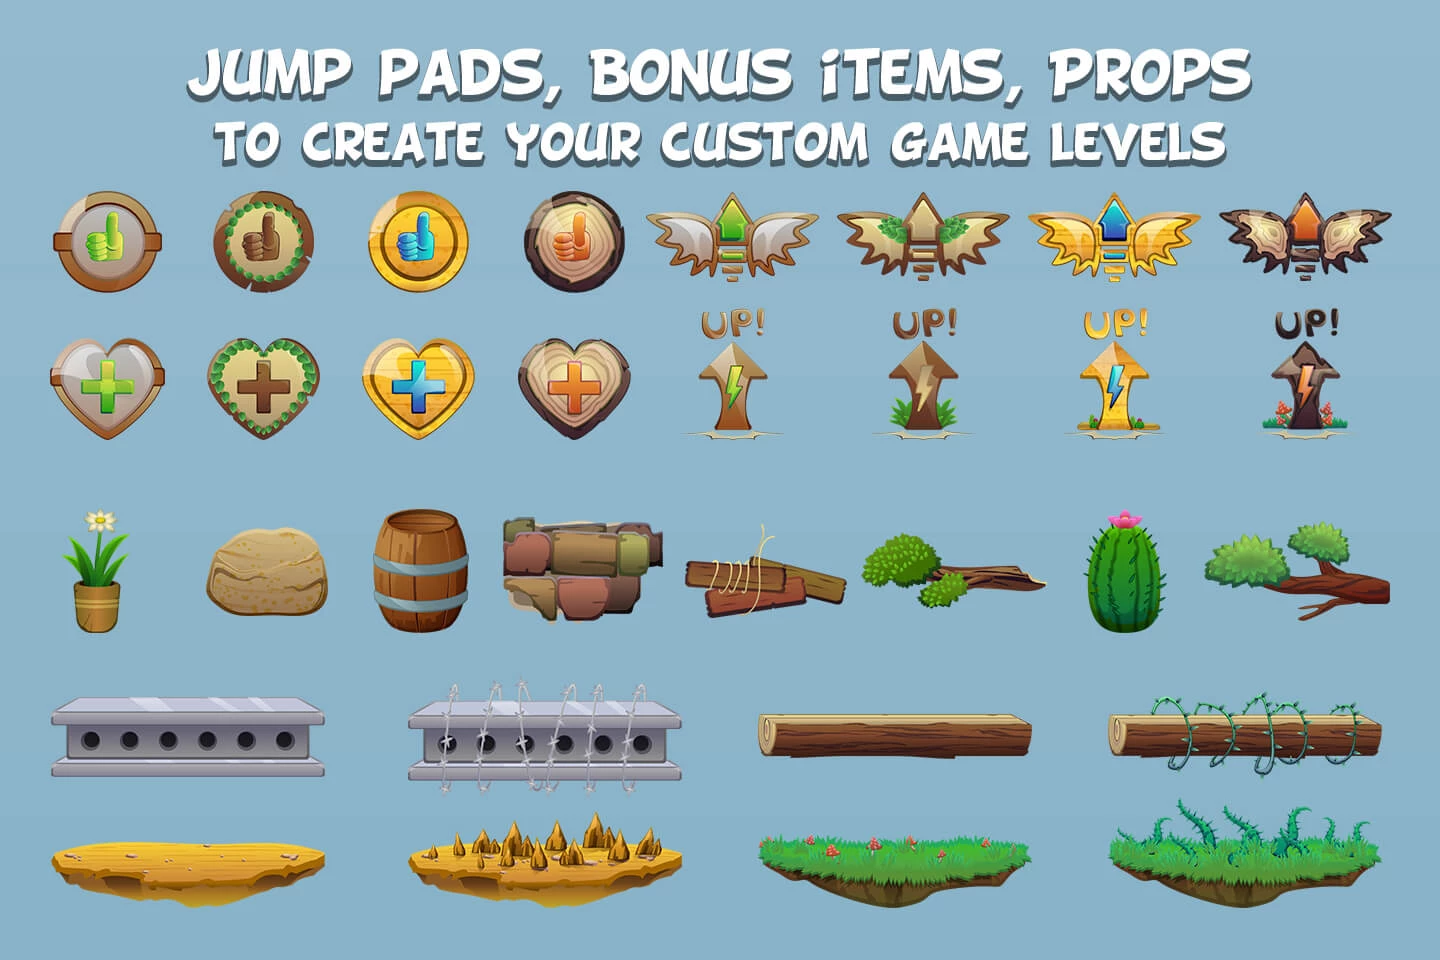 JUMP PADS, BONUS ITEMS, PROPS
TO CREATE YOUR CUSTOM GAME LEVELS
UP! UP! UP! UP!